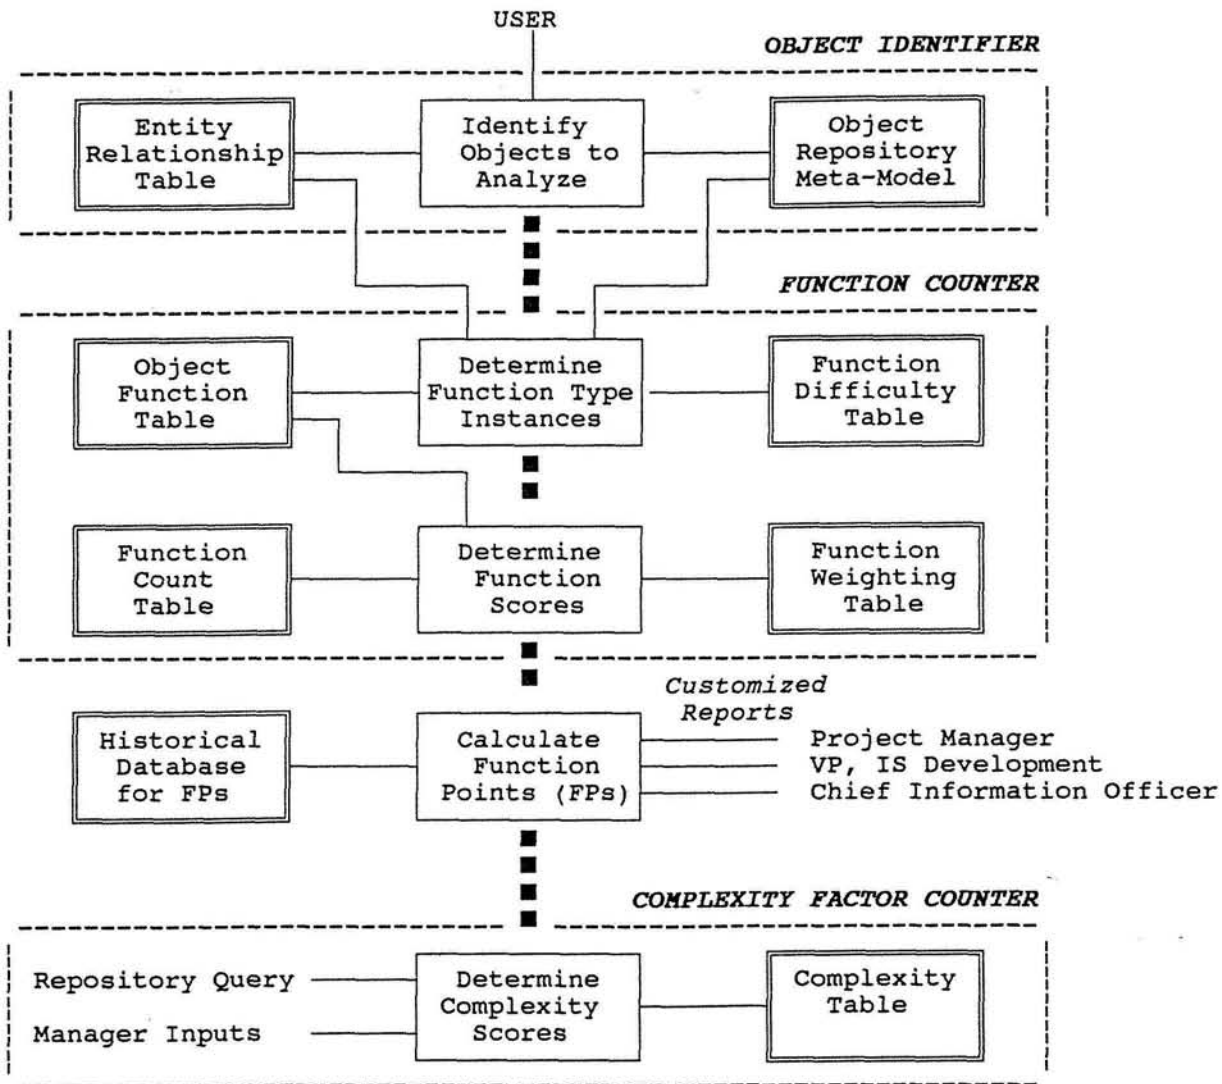 USER
OBJECT IDENTIFIER
Entity
Relationship
Table
Identify
Objects to
Analyze
Object
Repository
Meta-Model
FUNCTION COUNTER
Object
Function
Table
Determine
Function Type
Instances
Function
Difficulty
Table
Function
Count
Table
Determine
Function
Scores
Function
Weighting
Table
Customized
Reports
Historical
Database
for FPs
Calculate
Function
Points (FPs)
Project Manager
VP, IS Development
Chief Information Officer
COMPLEXITY FACTOR COUNTER
Repository Query
Manager Inputs
Determine
Complexity
Scores
Complexity
Table